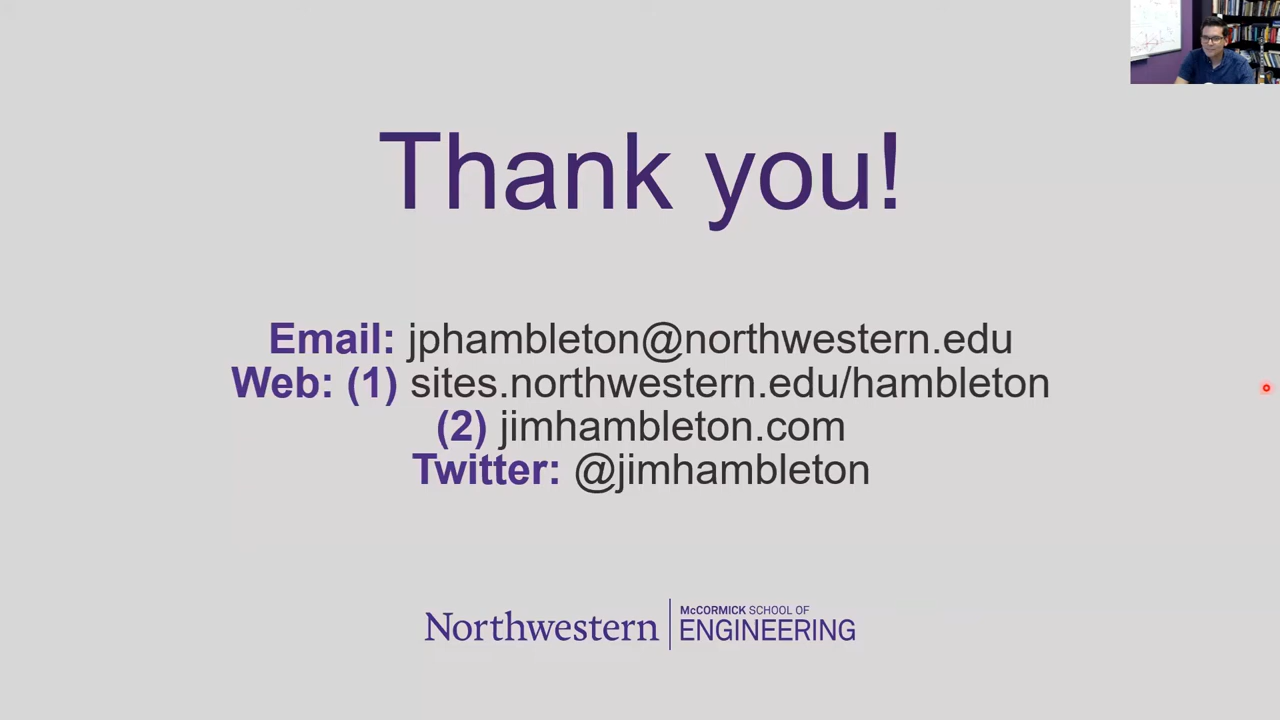 Thank you!
Email: jphambleton@northwestern.edu
Web: (1) sites.northwestern.edu/hambleton
(2) jimhambleton.com
Twitter: @jimhambleton
Northwestern
McCORMICK SCHOOL OF
ENGINEERING